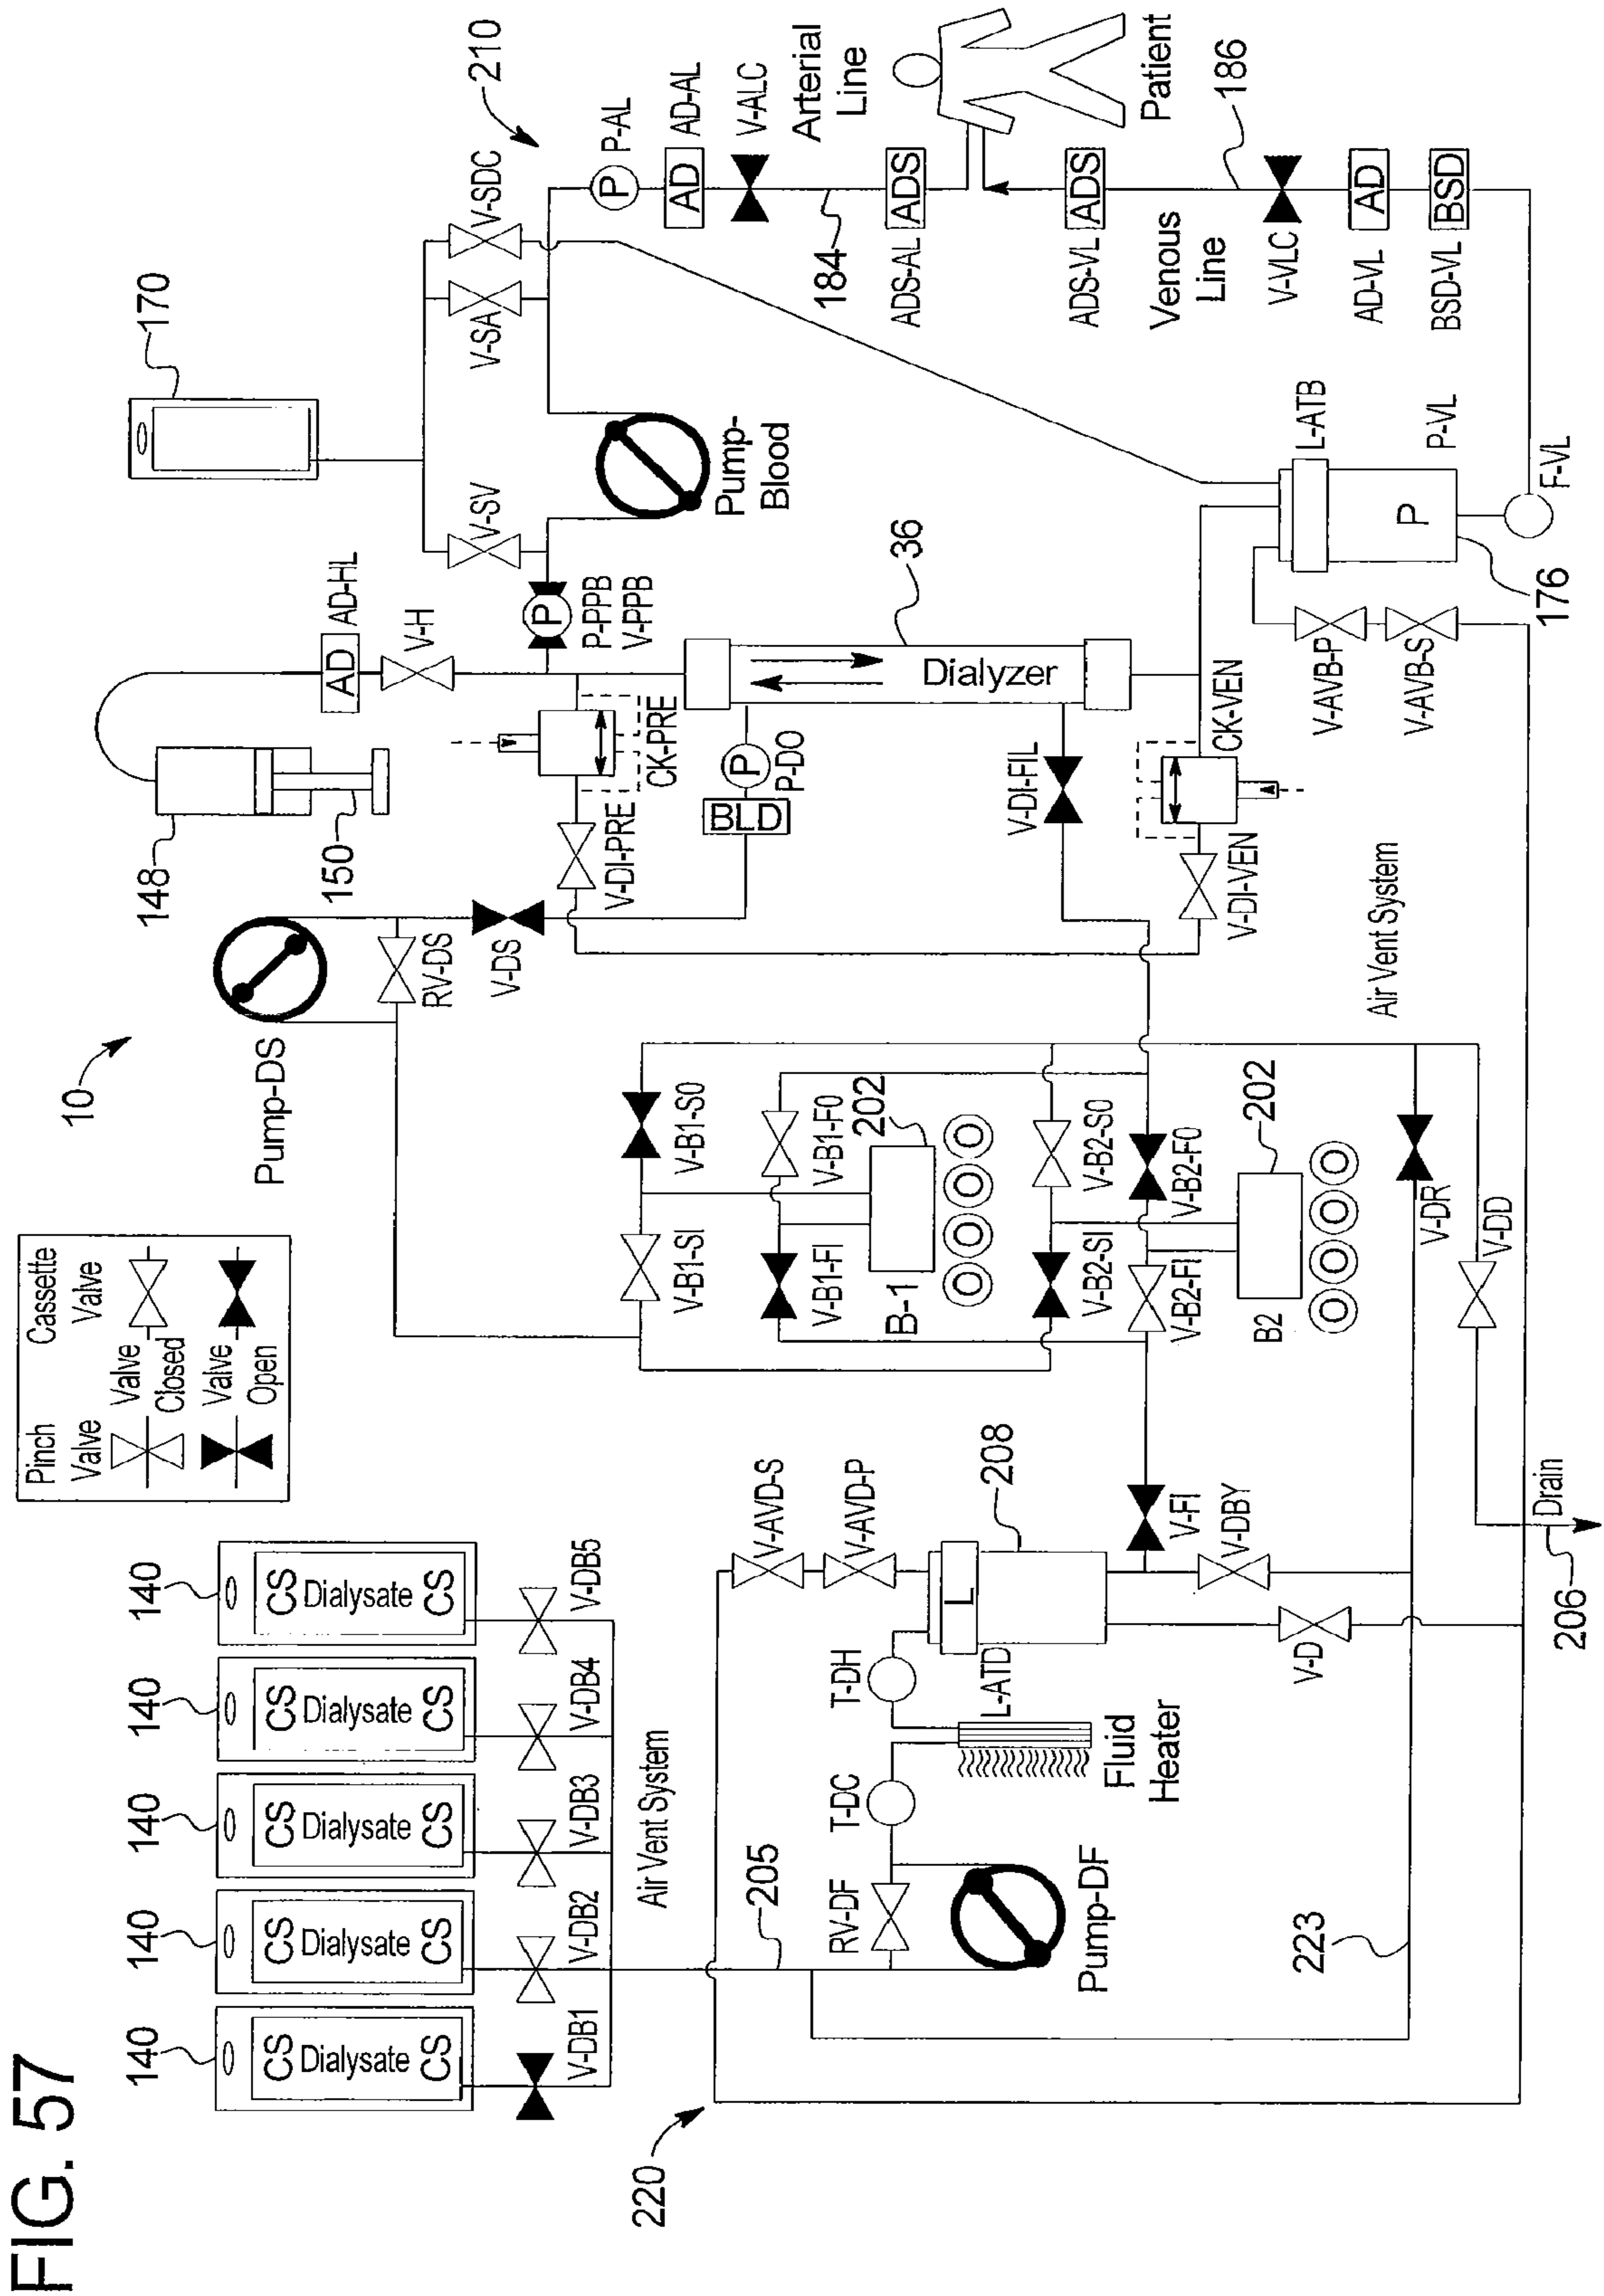 FIG. 57
10
220
Pinch
Valve
Cassette
Valve
Valve
Closed
Valve
Open
140
140
140
140
140
CS Dialysate CS
CS Dialysate CS
CS Dialysate CS
CS Dialysate CS
CS Dialysate CS
V-DB1
V-DB2
V-DB3
V-DB4
V-DB5
Air Vent System
205
RV-DF
Pump-DF
T-DC
T-DH
Fluid
Heater
L-ATD
L
208
V-AVD-S
V-AVD-P
V-FI
V-DBY
V-D
223
Drain
206
Pump-DS
RV-DS
V-DS
V-B1-SI
V-B1-S0
V-B1-FI
V-B1-F0
B-1
202
V-B2-SI
V-B2-S0
V-B2-FI
V-B2-F0
B2
202
V-DR
V-DD
Air Vent System
148
150
AD
AD-HL
V-H
CK-PRE
V-DI-PRE
BLD
P
P-DO
V-DI-FIL
V-DI-VEN
CK-VEN
Dialyzer
36
P
P-PPB
V-PPB
170
V-SV
V-SA
V-SDC
Pump-
Blood
210
P
P-AL
AD
AD-AL
V-ALC
Arterial
Line
184
ADS
ADS-AL
Patient
ADS
ADS-VL
Venous
Line
186
V-VLC
AD
AD-VL
BSD
BSD-VL
L-ATB
P-VL
P
F-VL
176
V-AVB-P
V-AVB-S